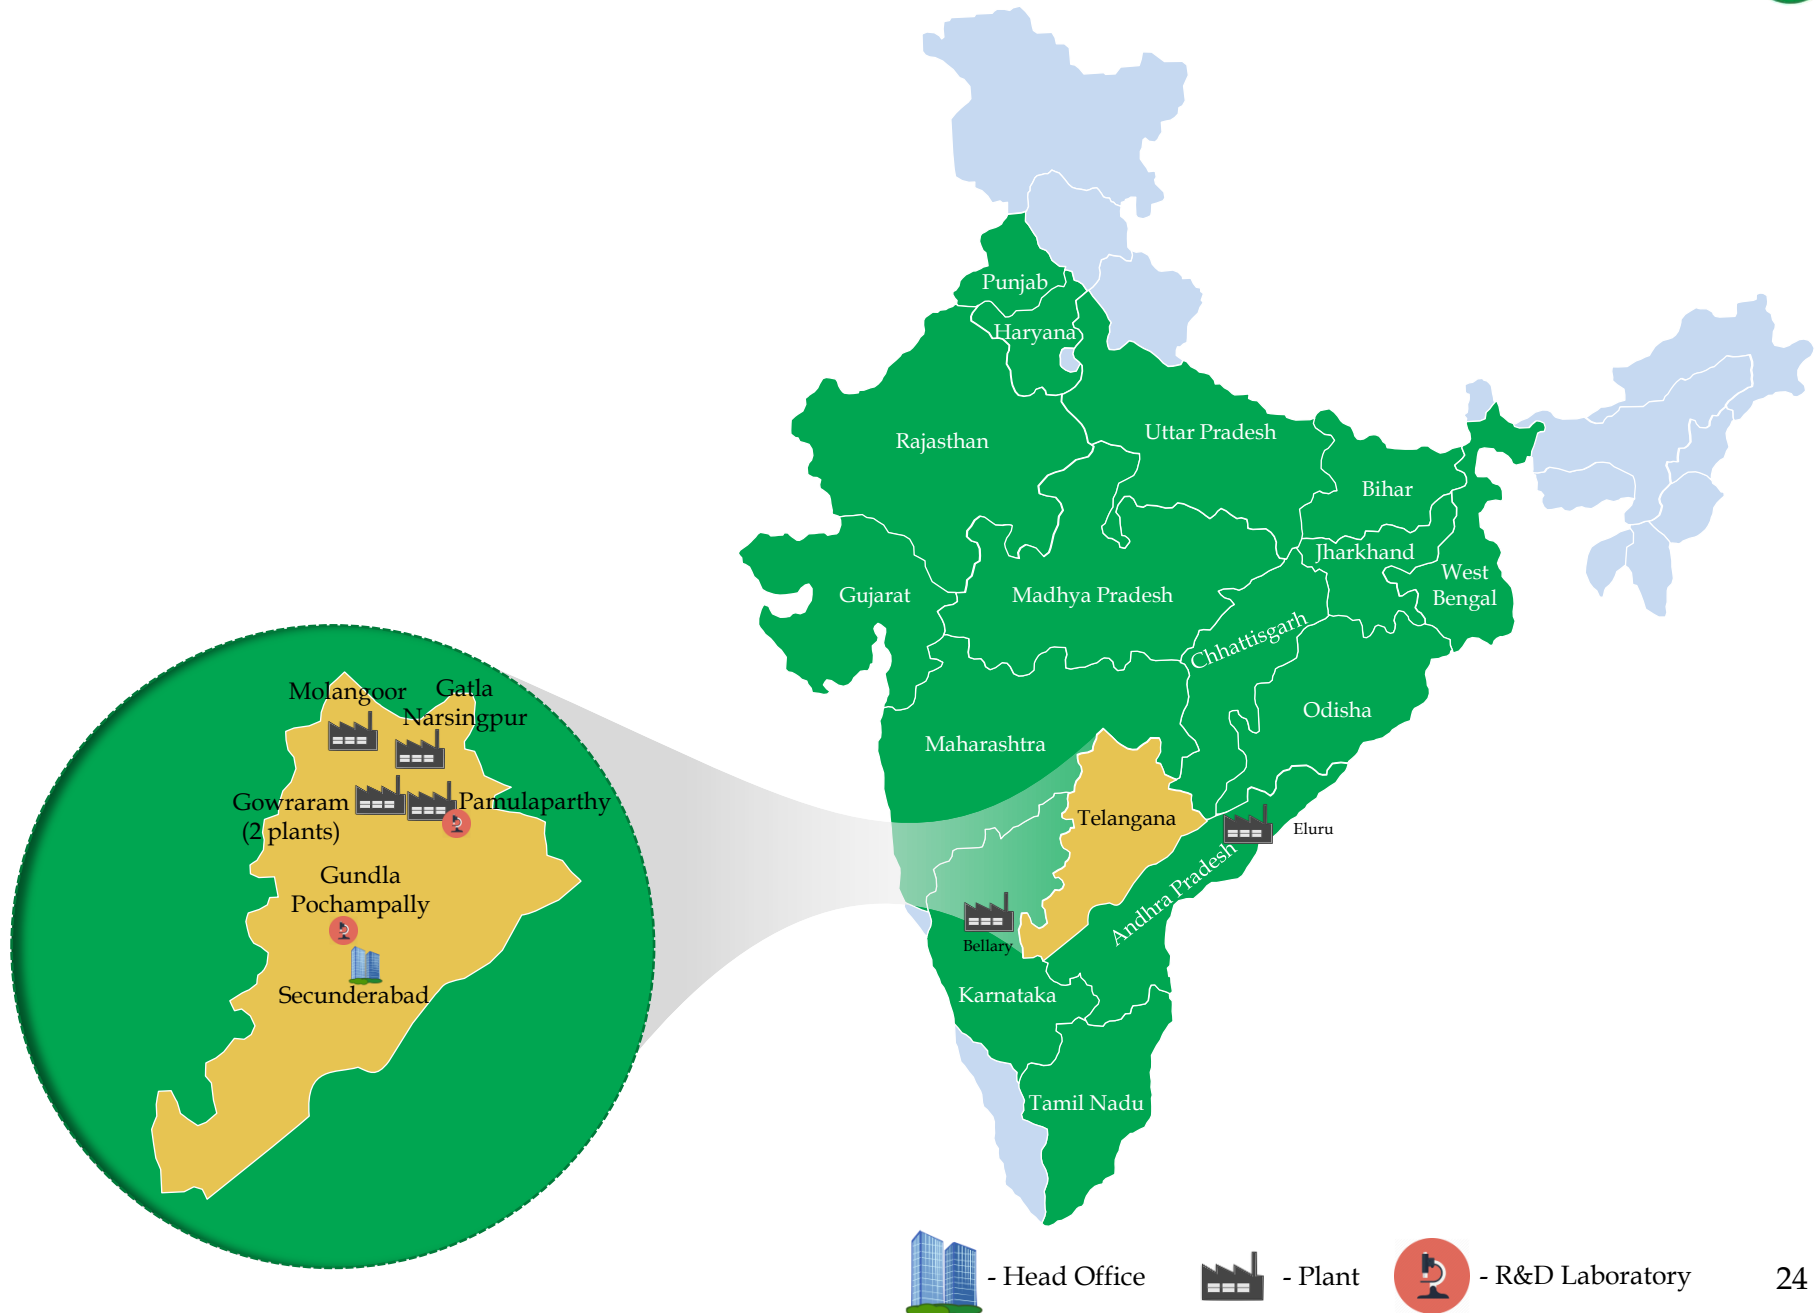 Punjab
Haryana
Rajasthan
Uttar Pradesh
Bihar
Jharkhand
West
Bengal
Gujarat
Madhya Pradesh
Chhattisgarh
Odisha
Maharashtra
Telangana
Eluru
Andhra Pradesh
Bellary
Karnataka
Tamil Nadu
Molangoor
Gatla
Narsingpur
Gowraram
(2 plants)
Pamulaparthy
Gundla
Pochampally
Secunderabad
- Head Office
- Plant
- R&D Laboratory
24